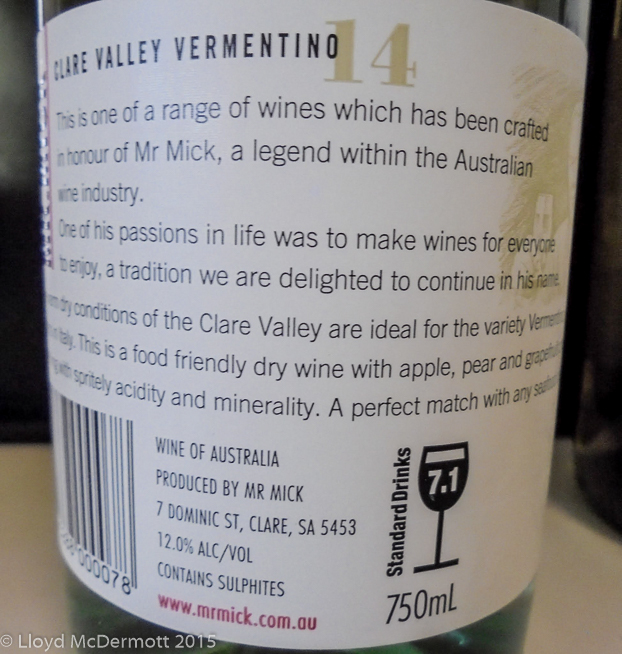 CLARE VALLEY VERMENTINO 14
This is one of a range of wines which has been crafted
in honour of Mr Mick, a legend within the Australian
wine industry.
One of his passions in life was to make wines for everyone
to enjoy, a tradition we are delighted to continue in his name.
dry conditions of the Clare Valley are ideal for the variety
Italy. This is a food friendly dry wine with apple, pear and
with spritely acidity and minerality. A perfect match with any
WINE OF AUSTRALIA
PRODUCED BY MR MICK
7 DOMINIC ST, CLARE, SA 5453
12.0% ALC/VOL
CONTAINS SULPHITES
www.mrmick.com.au
Standard Drinks
7.1
750mL
000078
© Lloyd McDermott 2015